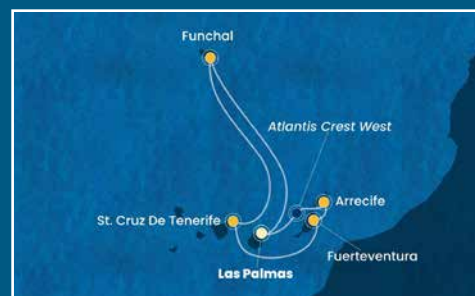 Funchal
Atlantis Crest West
Arrecife
St. Cruz De Tenerife
Fuerteventura
Las Palmas